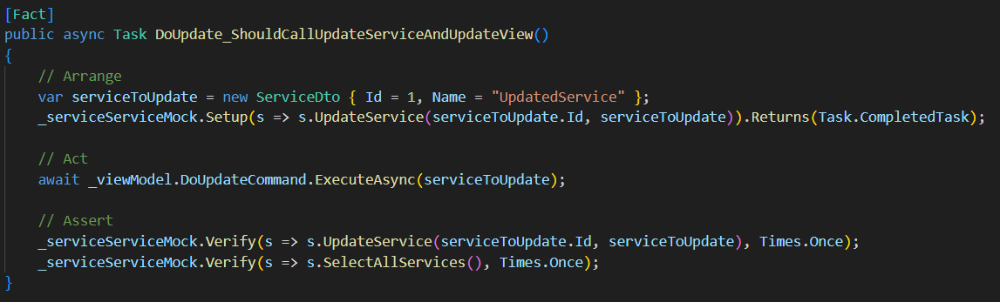 [Fact]
public async Task DoUpdate_ShouldCallUpdateServiceAndUpdateView()
{
    // Arrange
    var serviceToUpdate = new ServiceDto { Id = 1, Name = "UpdatedService" };
    _serviceServiceMock.Setup(s => s.UpdateService(serviceToUpdate.Id, serviceToUpdate)).Returns(Task.CompletedTask);

    // Act
    await _viewModel.DoUpdateCommand.ExecuteAsync(serviceToUpdate);

    // Assert
    _serviceServiceMock.Verify(s => s.UpdateService(serviceToUpdate.Id, serviceToUpdate), Times.Once);
    _serviceServiceMock.Verify(s => s.SelectAllServices(), Times.Once);
}